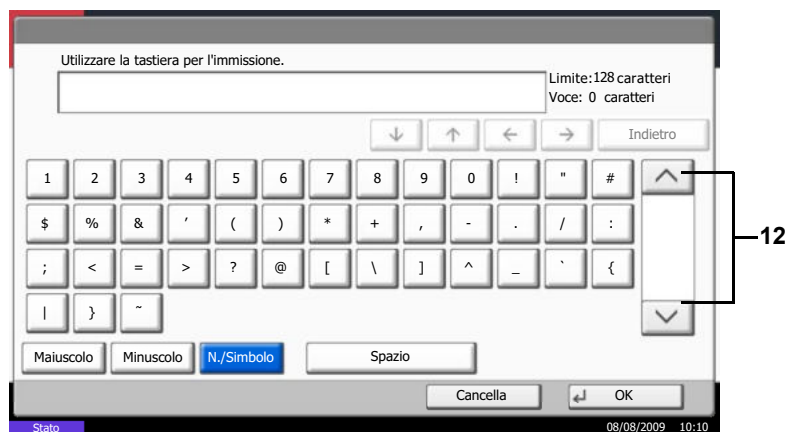 Utilizzare la tastiera per l'immissione.
Limite:128 caratteri
Voce: 0 caratteri
↓ ↑ ← → Indietro
1 2 3 4 5 6 7 8 9 0 ! " #
$ % & ′ ( ) * + , - . / :
; < = > ? @ [ \ ] ^ _ ` {
| } ~
12
Maiuscolo Minuscolo N./Simbolo Spazio
Cancella OK
Stato 08/08/2009 10:10